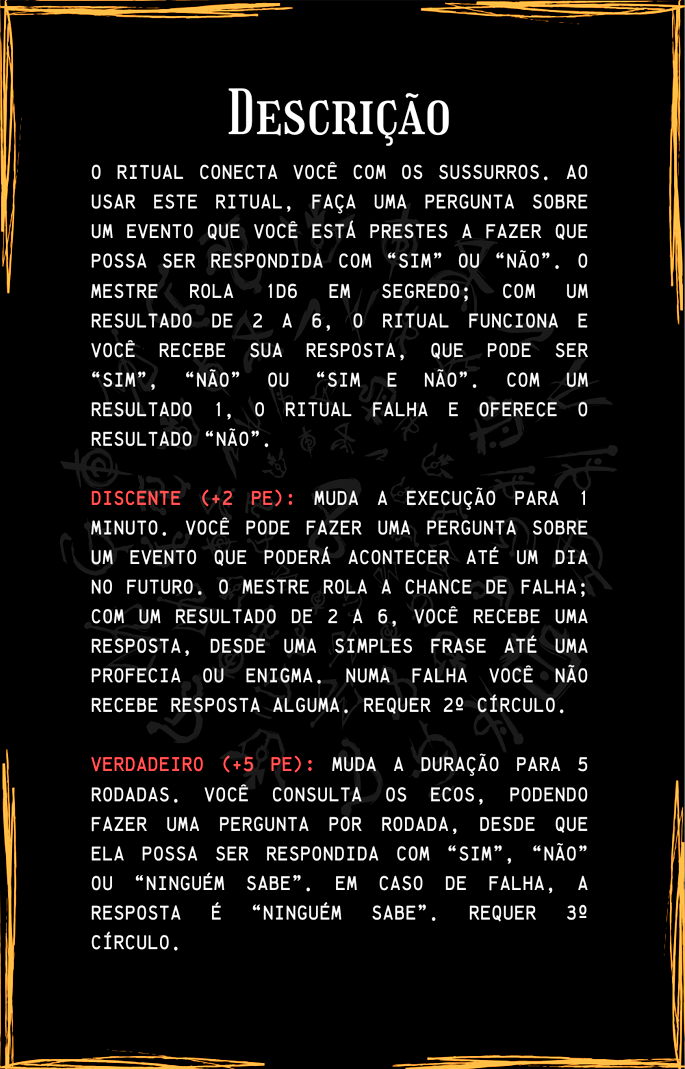 Descrição
O RITUAL CONECTA VOCÊ COM OS SUSSURROS. AO
USAR ESTE RITUAL, FAÇA UMA PERGUNTA SOBRE
UM EVENTO QUE VOCÊ ESTÁ PRESTES A FAZER QUE
POSSA SER RESPONDIDA COM “SIM” OU “NÃO”. O
MESTRE ROLA 1D6 EM SEGREDO; COM UM
RESULTADO DE 2 A 6, O RITUAL FUNCIONA E
VOCÊ RECEBE SUA RESPOSTA, QUE PODE SER
“SIM”, “NÃO” OU “SIM E NÃO”. COM UM
RESULTADO 1, O RITUAL FALHA E OFERECE O
RESULTADO “NÃO”.
DISCENTE (+2 PE): MUDA A EXECUÇÃO PARA 1
MINUTO. VOCÊ PODE FAZER UMA PERGUNTA SOBRE
UM EVENTO QUE PODERÁ ACONTECER ATÉ UM DIA
NO FUTURO. O MESTRE ROLA A CHANCE DE FALHA;
COM UM RESULTADO DE 2 A 6, VOCÊ RECEBE UMA
RESPOSTA, DESDE UMA SIMPLES FRASE ATÉ UMA
PROFECIA OU ENIGMA. NUMA FALHA VOCÊ NÃO
RECEBE RESPOSTA ALGUMA. REQUER 2º CÍRCULO.
VERDADEIRO (+5 PE): MUDA A DURAÇÃO PARA 5
RODADAS. VOCÊ CONSULTA OS ECOS, PODENDO
FAZER UMA PERGUNTA POR RODADA, DESDE QUE
ELA POSSA SER RESPONDIDA COM “SIM”, “NÃO”
OU “NINGUÉM SABE”. EM CASO DE FALHA, A
RESPOSTA É “NINGUÉM SABE”. REQUER 3º
CÍRCULO.